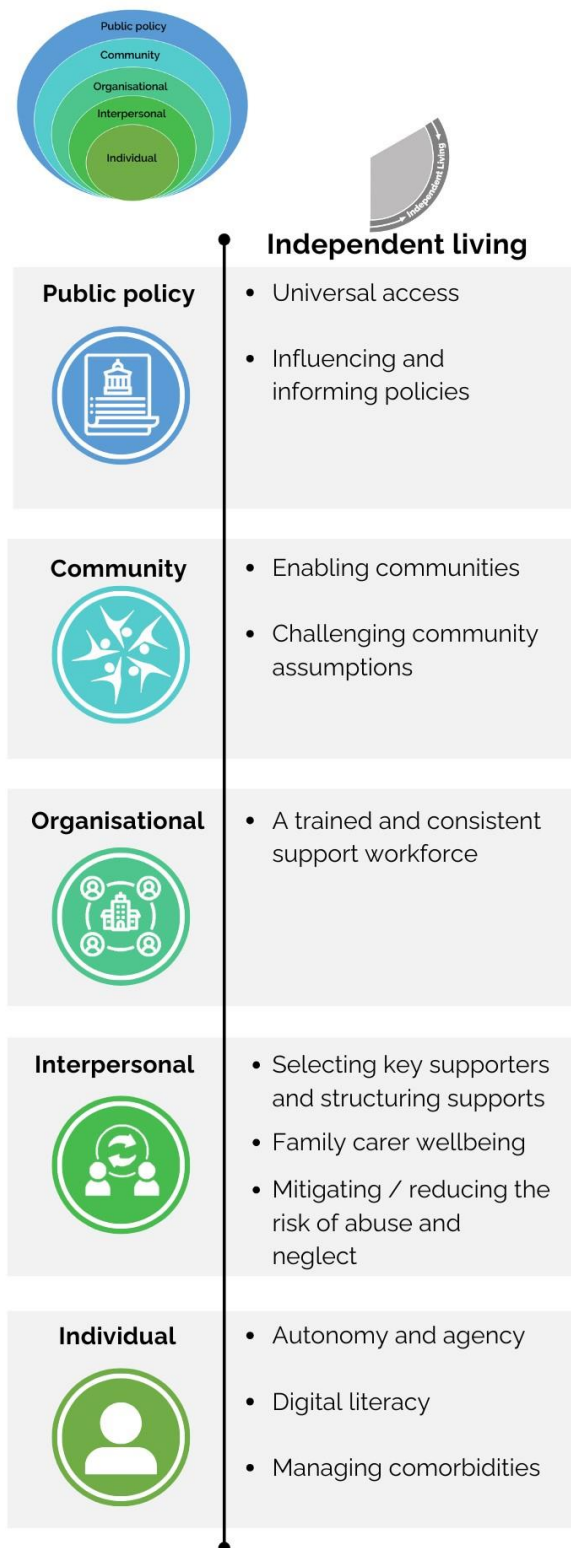 Public policy
Community
Organisational
Interpersonal
Individual
Independent Living
Independent living
Public policy
• Universal access
• Influencing and
informing policies
Community
• Enabling communities
• Challenging community
assumptions
Organisational
• A trained and consistent
support workforce
Interpersonal
• Selecting key supporters
and structuring supports
• Family carer wellbeing
• Mitigating / reducing the
risk of abuse and
neglect
Individual
• Autonomy and agency
• Digital literacy
• Managing comorbidities